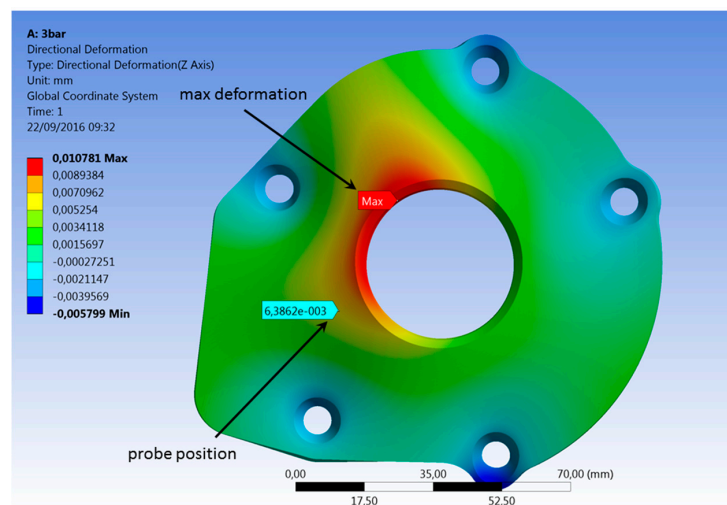 A: 3bar
Directional Deformation
Type: Directional Deformation(Z Axis)
Unit: mm
Global Coordinate System
Time: 1
22/09/2016 09:32
max deformation
0,010781 Max
0,0089384
0,0070962
0,005254
0,0034118
0,0015697
-0,00027251
-0,0021147
-0,0039569
-0,005799 Min
Max
6,3862e-003
probe position
0,00 35,00 70,00 (mm)
17.50 52.50